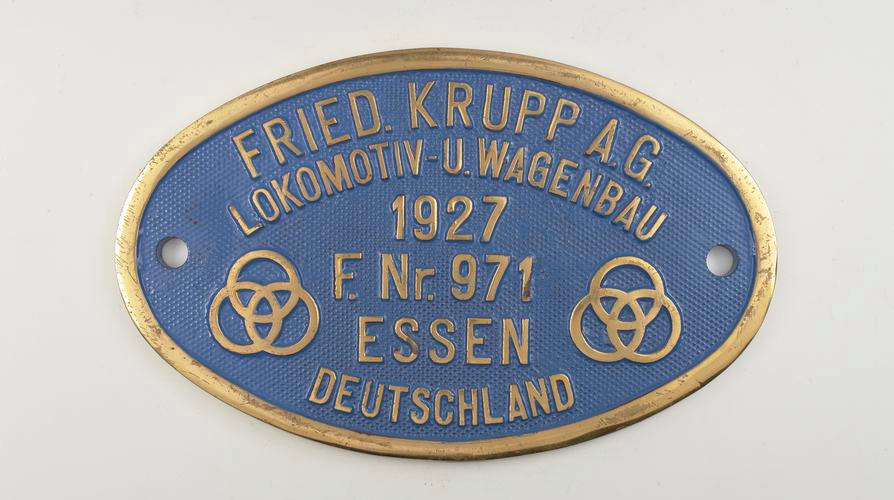 FRIED. KRUPP A.G.
LOKOMOTIV-U.WAGENBAU
1927
F. Nr. 971
ESSEN
DEUTSCHLAND